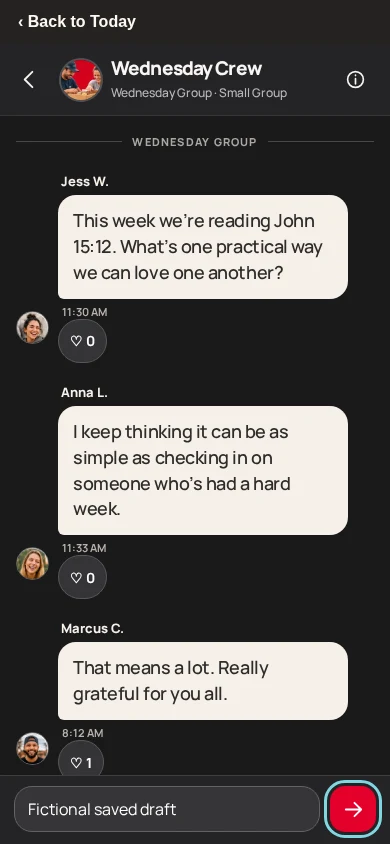 ‹ Back to Today
Wednesday Crew
Wednesday Group · Small Group
WEDNESDAY GROUP
Jess W.
This week we’re reading John
15:12. What’s one practical way
we can love one another?
11:30 AM
♡ 0
Anna L.
I keep thinking it can be as
simple as checking in on
someone who’s had a hard
week.
11:33 AM
♡ 0
Marcus C.
That means a lot. Really
grateful for you all.
8:12 AM
♡ 1
Fictional saved draft